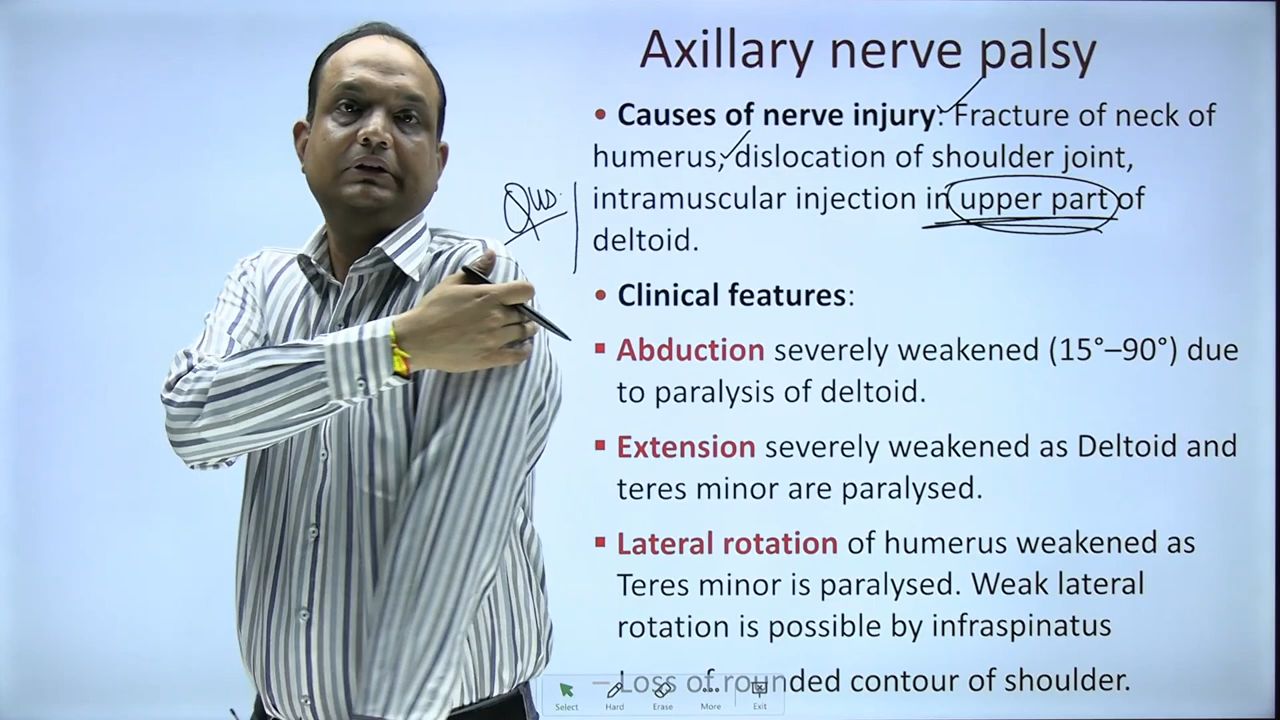 Axillary nerve palsy
• Causes of nerve injury: Fracture of neck of
humerus, dislocation of shoulder joint,
Qus.
intramuscular injection in upper part of
deltoid.
• Clinical features:
▪ Abduction severely weakened (15°–90°) due
to paralysis of deltoid.
▪ Extension severely weakened as Deltoid and
teres minor are paralysed.
▪ Lateral rotation of humerus weakened as
Teres minor is paralysed. Weak lateral
rotation is possible by infraspinatus
– Loss of rounded contour of shoulder.
Select Hard Erase More Exit